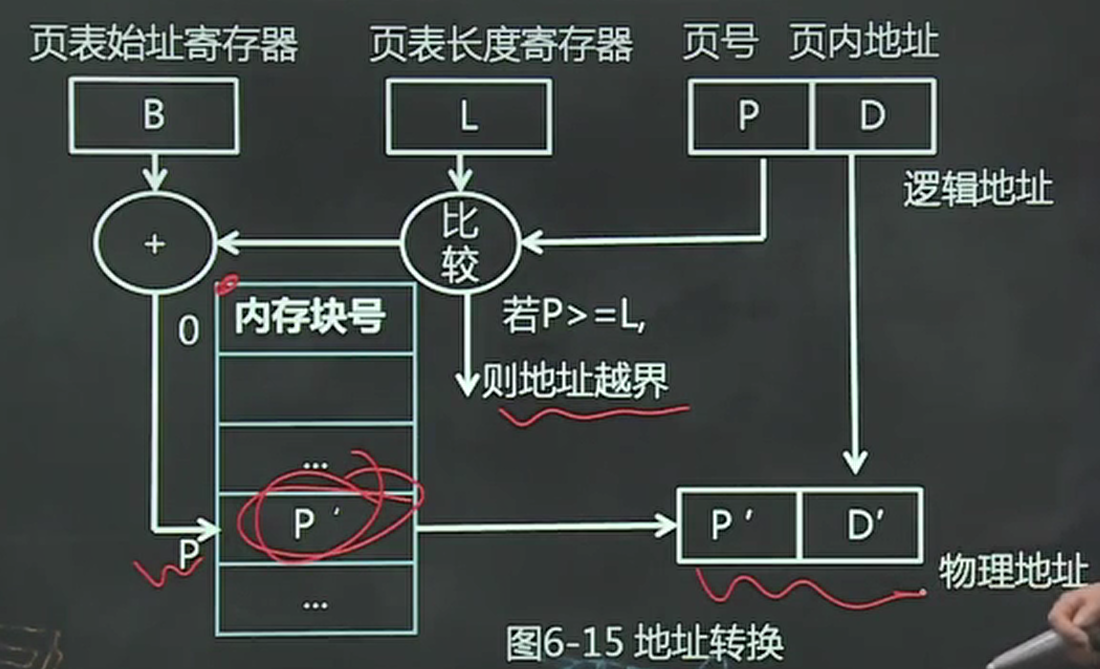 页表始址寄存器 页表长度寄存器 页号 页内地址
B L P D
逻辑地址
+ 比较
0 内存块号 若P>=L,
则地址越界
...
P P′ P′ D′
物理地址
...
图6-15 地址转换